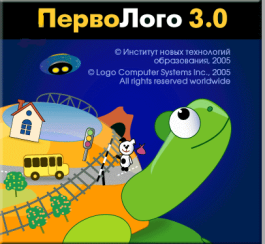 ПервоЛого 3.0
© Институт новых технологий
образования, 2005
© Logo Computer Systems Inc., 2005
All rights reserved worldwide